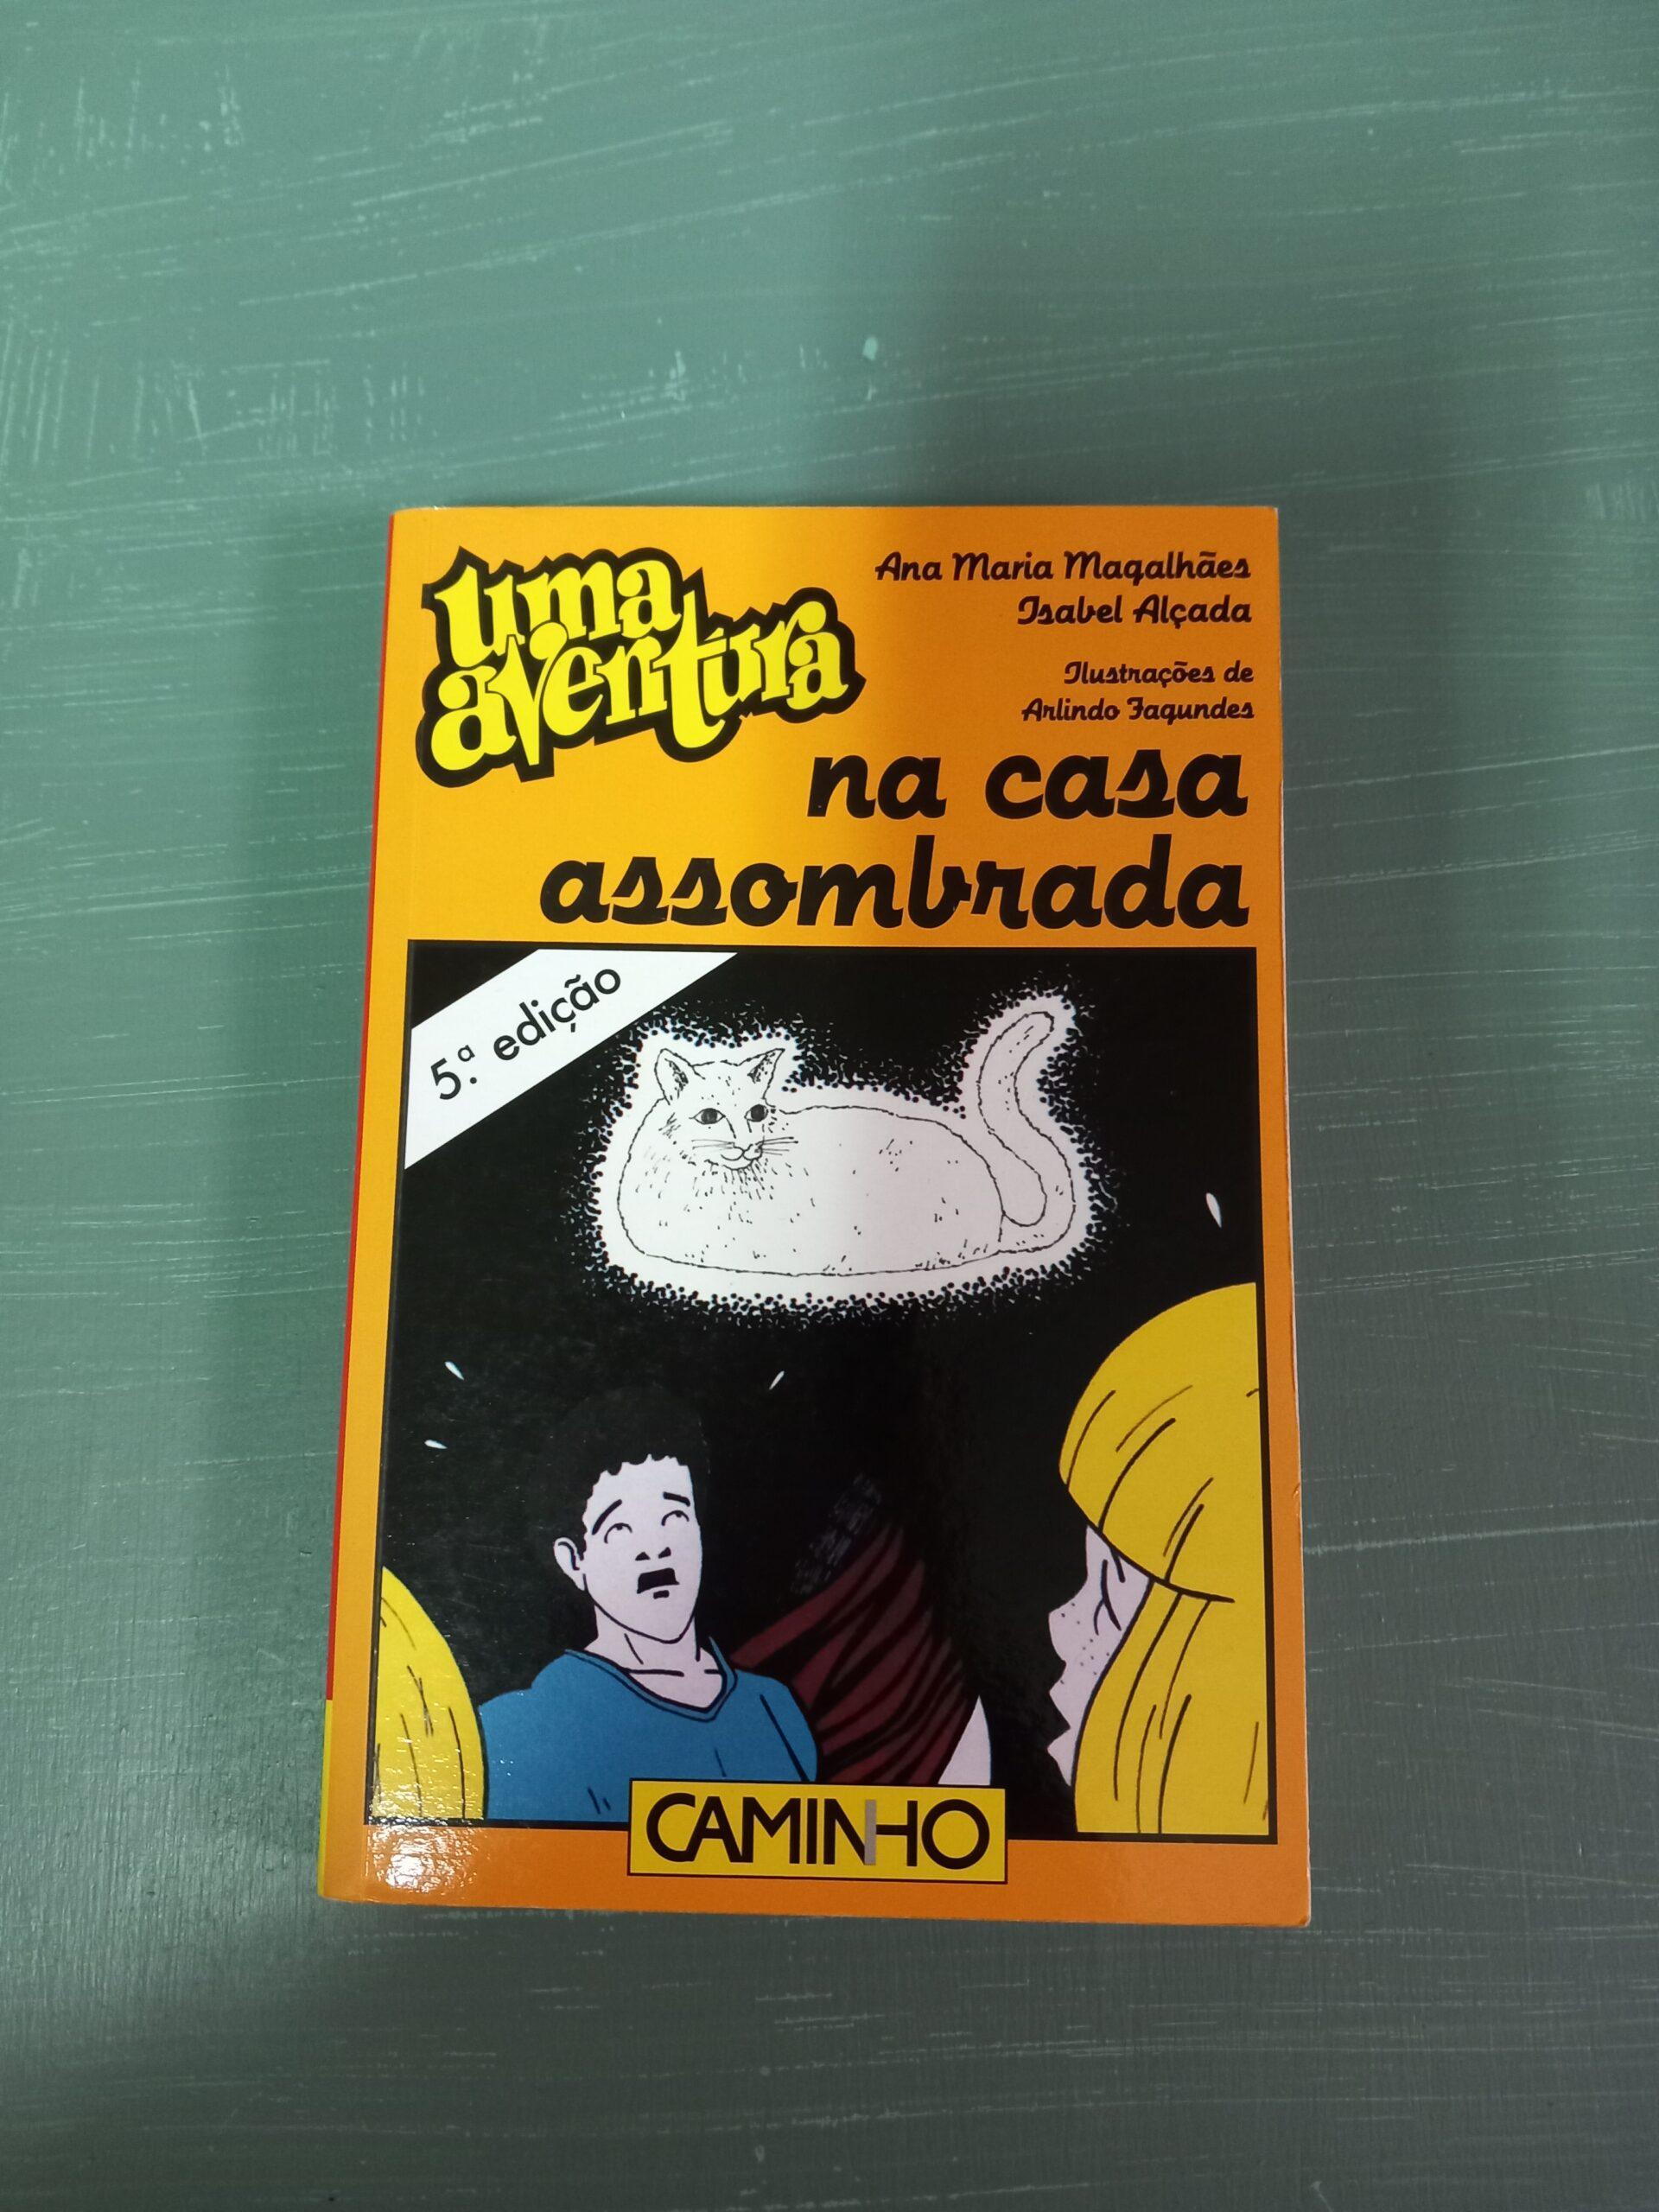 uma
aventura
Ana Maria Magalhães
Isabel Alçada
Ilustrações de
Arlindo Fagundes
na casa
assombrada
5.ª edição
CAMINHO